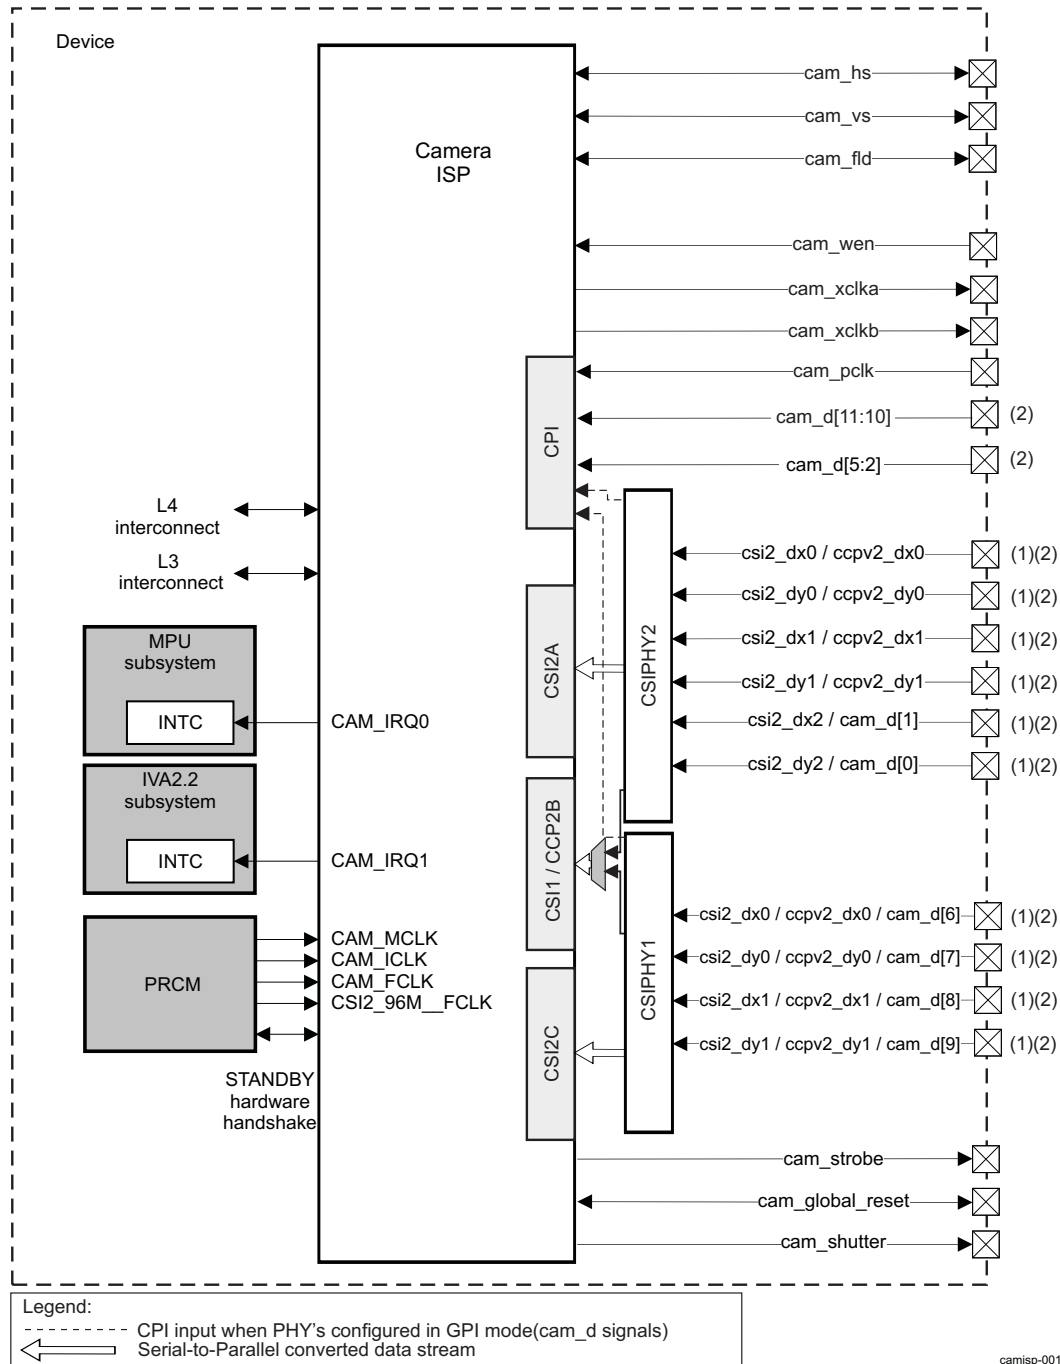 Device
Camera
ISP
cam_hs
cam_vs
cam_fld
cam_wen
cam_xclka
cam_xclkb
cam_pclk
cam_d[11:10]
(2)
cam_d[5:2]
(2)
CPI
L4
interconnect
L3
interconnect
csi2_dx0 / ccpv2_dx0
(1)(2)
csi2_dy0 / ccpv2_dy0
(1)(2)
csi2_dx1 / ccpv2_dx1
(1)(2)
csi2_dy1 / ccpv2_dy1
(1)(2)
csi2_dx2 / cam_d[1]
(1)(2)
csi2_dy2 / cam_d[0]
(1)(2)
CSIPHY2
CSI2A
MPU
subsystem
INTC
CAM_IRQ0
IVA2.2
subsystem
INTC
CAM_IRQ1
CSI1 / CCP2B
PRCM
CAM_MCLK
CAM_ICLK
CAM_FCLK
CSI2_96M__FCLK
STANDBY
hardware
handshake
CSI2C
CSIPHY1
csi2_dx0 / ccpv2_dx0 / cam_d[6]
(1)(2)
csi2_dy0 / ccpv2_dy0 / cam_d[7]
(1)(2)
csi2_dx1 / ccpv2_dx1 / cam_d[8]
(1)(2)
csi2_dy1 / ccpv2_dy1 / cam_d[9]
(1)(2)
cam_strobe
cam_global_reset
cam_shutter
Legend:
CPI input when PHY's configured in GPI mode(cam_d signals)
Serial-to-Parallel converted data stream
camisp-001